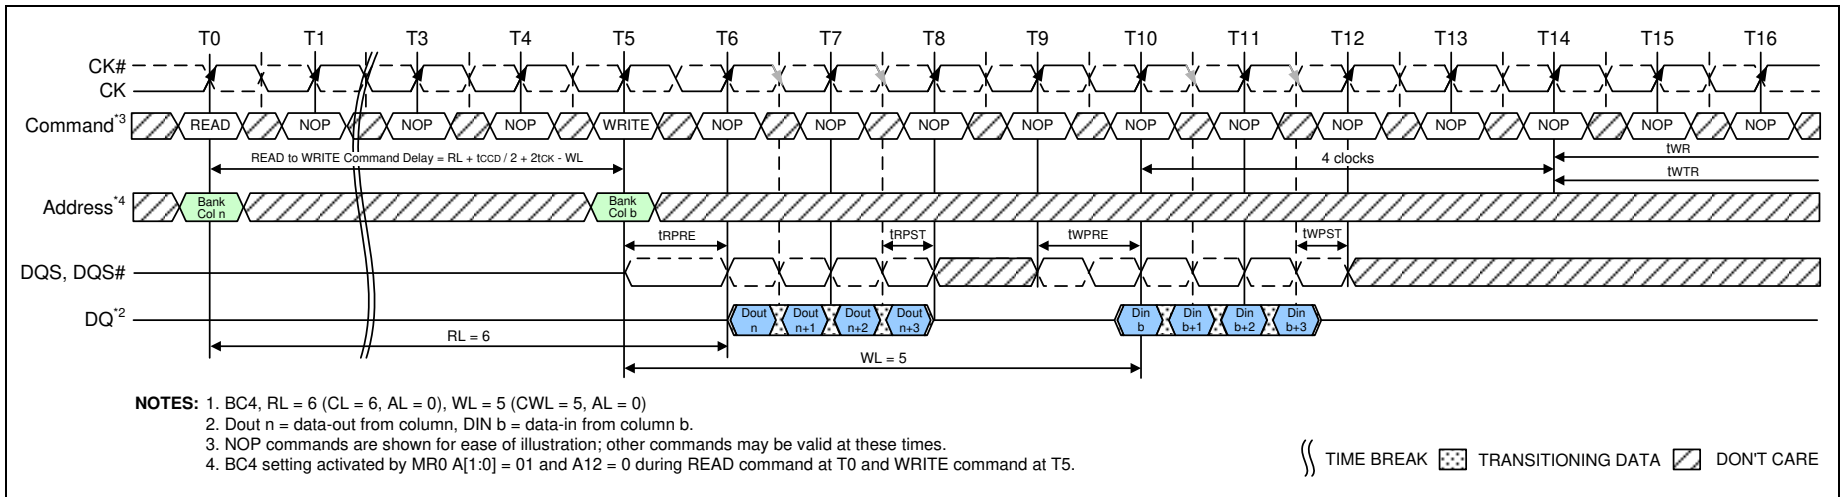 T0 T1 T3 T4 T5 T6 T7 T8 T9 T10 T11 T12 T13 T14 T15 T16
CK#
CK
Command*3 READ NOP NOP NOP WRITE NOP NOP NOP NOP NOP NOP NOP NOP NOP NOP NOP
READ to WRITE Command Delay = RL + tCCD / 2 + 2tCK - WL 4 clocks tWR
tWTR
Address*4 Bank Col n Bank Col b
tRPRE tRPST tWPRE tWPST
DQS, DQS#
DQ*2 Dout n Dout n+1 Dout n+2 Dout n+3 Din b Din b+1 Din b+2 Din b+3
RL = 6
WL = 5
NOTES: 1. BC4, RL = 6 (CL = 6, AL = 0), WL = 5 (CWL = 5, AL = 0)
2. Dout n = data-out from column, DIN b = data-in from column b.
3. NOP commands are shown for ease of illustration; other commands may be valid at these times.
4. BC4 setting activated by MR0 A[1:0] = 01 and A12 = 0 during READ command at T0 and WRITE command at T5.
TIME BREAK TRANSITIONING DATA DON'T CARE